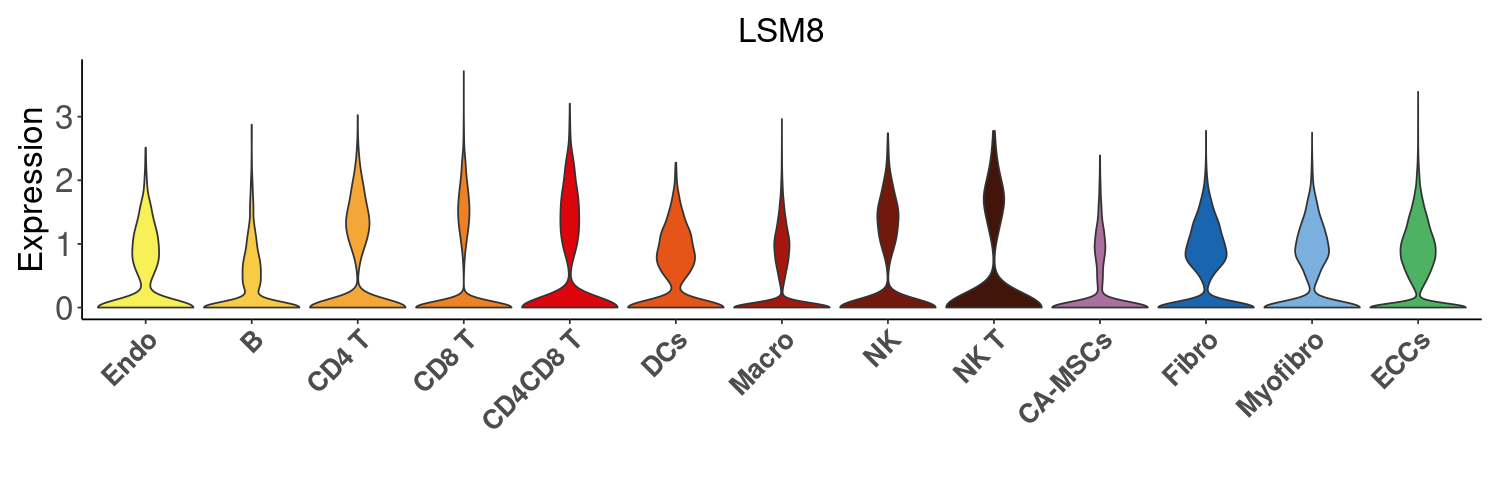 LSM8
Expression
3
2
1
0
Endo
B
CD4 T
CD8 T
CD4CD8 T
DCs
Macro
NK
NK T
CA-MSCs
Fibro
Myofibro
ECCs